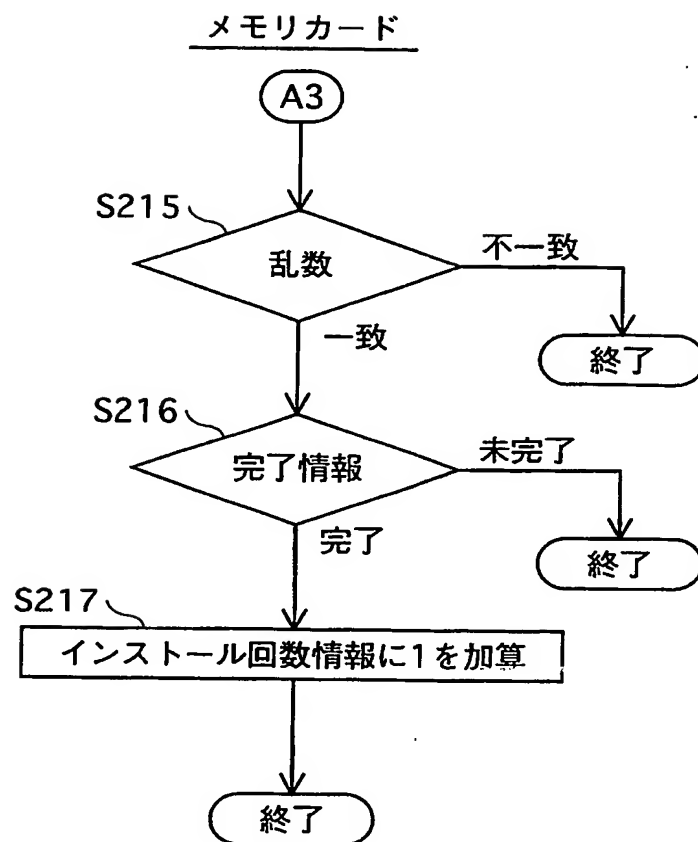 メモリカード
A3
S215
乱数
不一致
一致
終了
S216
完了情報
未完了
完了
終了
S217
インストール回数情報に1を加算
終了